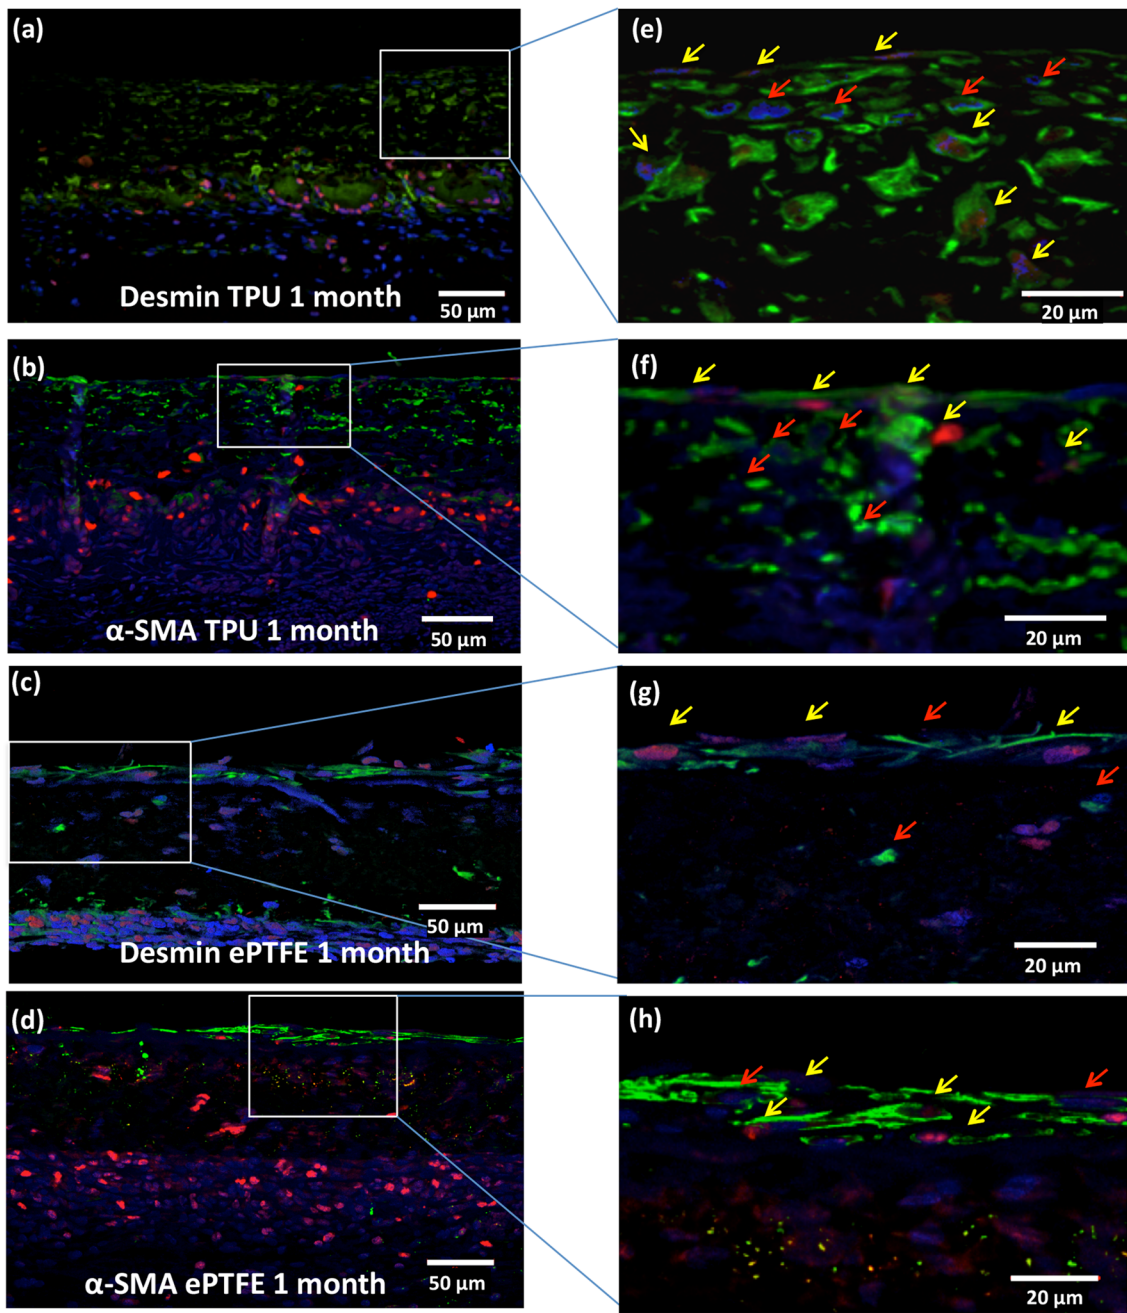 (a)
Desmin TPU 1 month
50 µm
(e)
20 µm
(b)
α-SMA TPU 1 month
50 µm
(f)
20 µm
(c)
Desmin ePTFE 1 month
50 µm
(g)
20 µm
(d)
α-SMA ePTFE 1 month
50 µm
(h)
20 µm